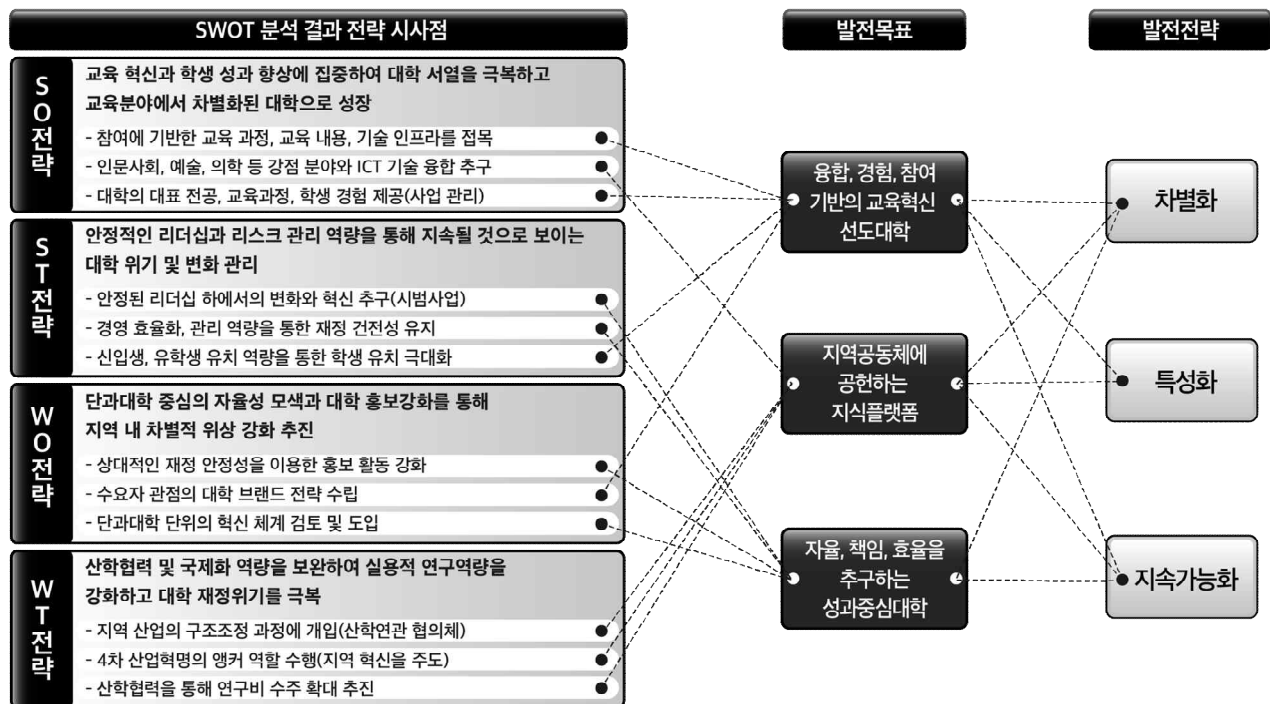 SWOT 분석 결과 전략 시사점
발전목표
발전전략
SO전략
교육 혁신과 학생 성과 향상에 집중하여 대학 서열을 극복하고
교육분야에서 차별화된 대학으로 성장
- 참여에 기반한 교육 과정, 교육 내용, 기술 인프라를 접목
- 인문사회, 예술, 의학 등 강점 분야와 ICT 기술 융합 추구
- 대학의 대표 전공, 교육과정, 학생 경험 제공(사업 관리)
ST전략
안정적인 리더십과 리스크 관리 역량을 통해 지속될 것으로 보이는
대학 위기 및 변화 관리
- 안정된 리더십 하에서의 변화와 혁신 추구(시범사업)
- 경영 효율화, 관리 역량을 통한 재정 건전성 유지
- 신입생, 유학생 유치 역량을 통한 학생 유치 극대화
WO전략
단과대학 중심의 자율성 모색과 대학 홍보강화를 통해
지역 내 차별적 위상 강화 추진
- 상대적인 재정 안정성을 이용한 홍보 활동 강화
- 수요자 관점의 대학 브랜드 전략 수립
- 단과대학 단위의 혁신 체계 검토 및 도입
WT전략
산학협력 및 국제화 역량을 보완하여 실용적 연구역량을
강화하고 대학 재정위기를 극복
- 지역 산업의 구조조정 과정에 개입(산학연관 협의체)
- 4차 산업혁명의 앵커 역할 수행(지역 혁신을 주도)
- 산학협력을 통해 연구비 수주 확대 추진
융합, 경험, 참여
기반의 교육혁신
선도대학
지역공동체에
공헌하는
지식플랫폼
자율, 책임, 효율을
추구하는
성과중심대학
차별화
특성화
지속가능화